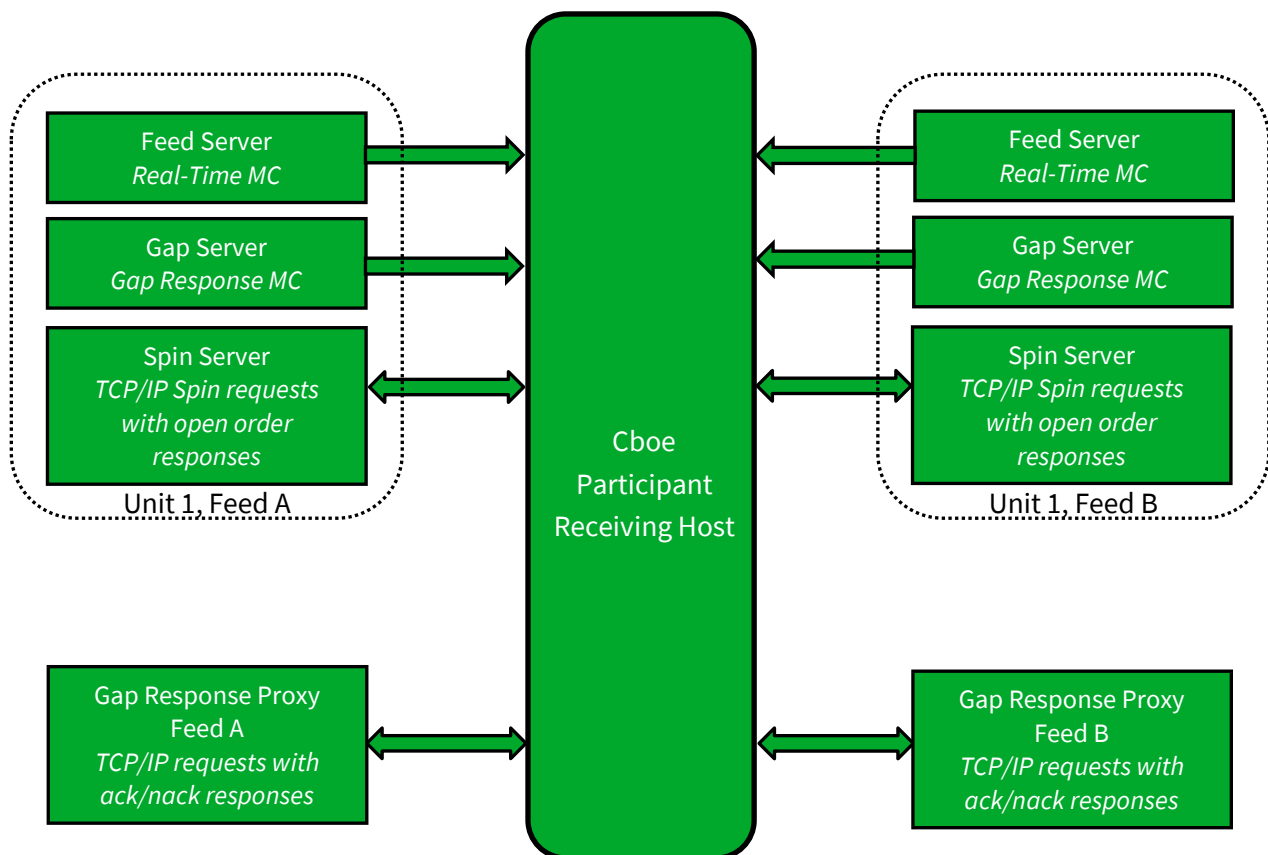 Feed Server
Real-Time MC
Gap Server
Gap Response MC
Spin Server
TCP/IP Spin requests
with open order
responses
Unit 1, Feed A
Gap Response Proxy
Feed A
TCP/IP requests with
ack/nack responses
Cboe
Participant
Receiving Host
Feed Server
Real-Time MC
Gap Server
Gap Response MC
Spin Server
TCP/IP Spin requests
with open order
responses
Unit 1, Feed B
Gap Response Proxy
Feed B
TCP/IP requests with
ack/nack responses